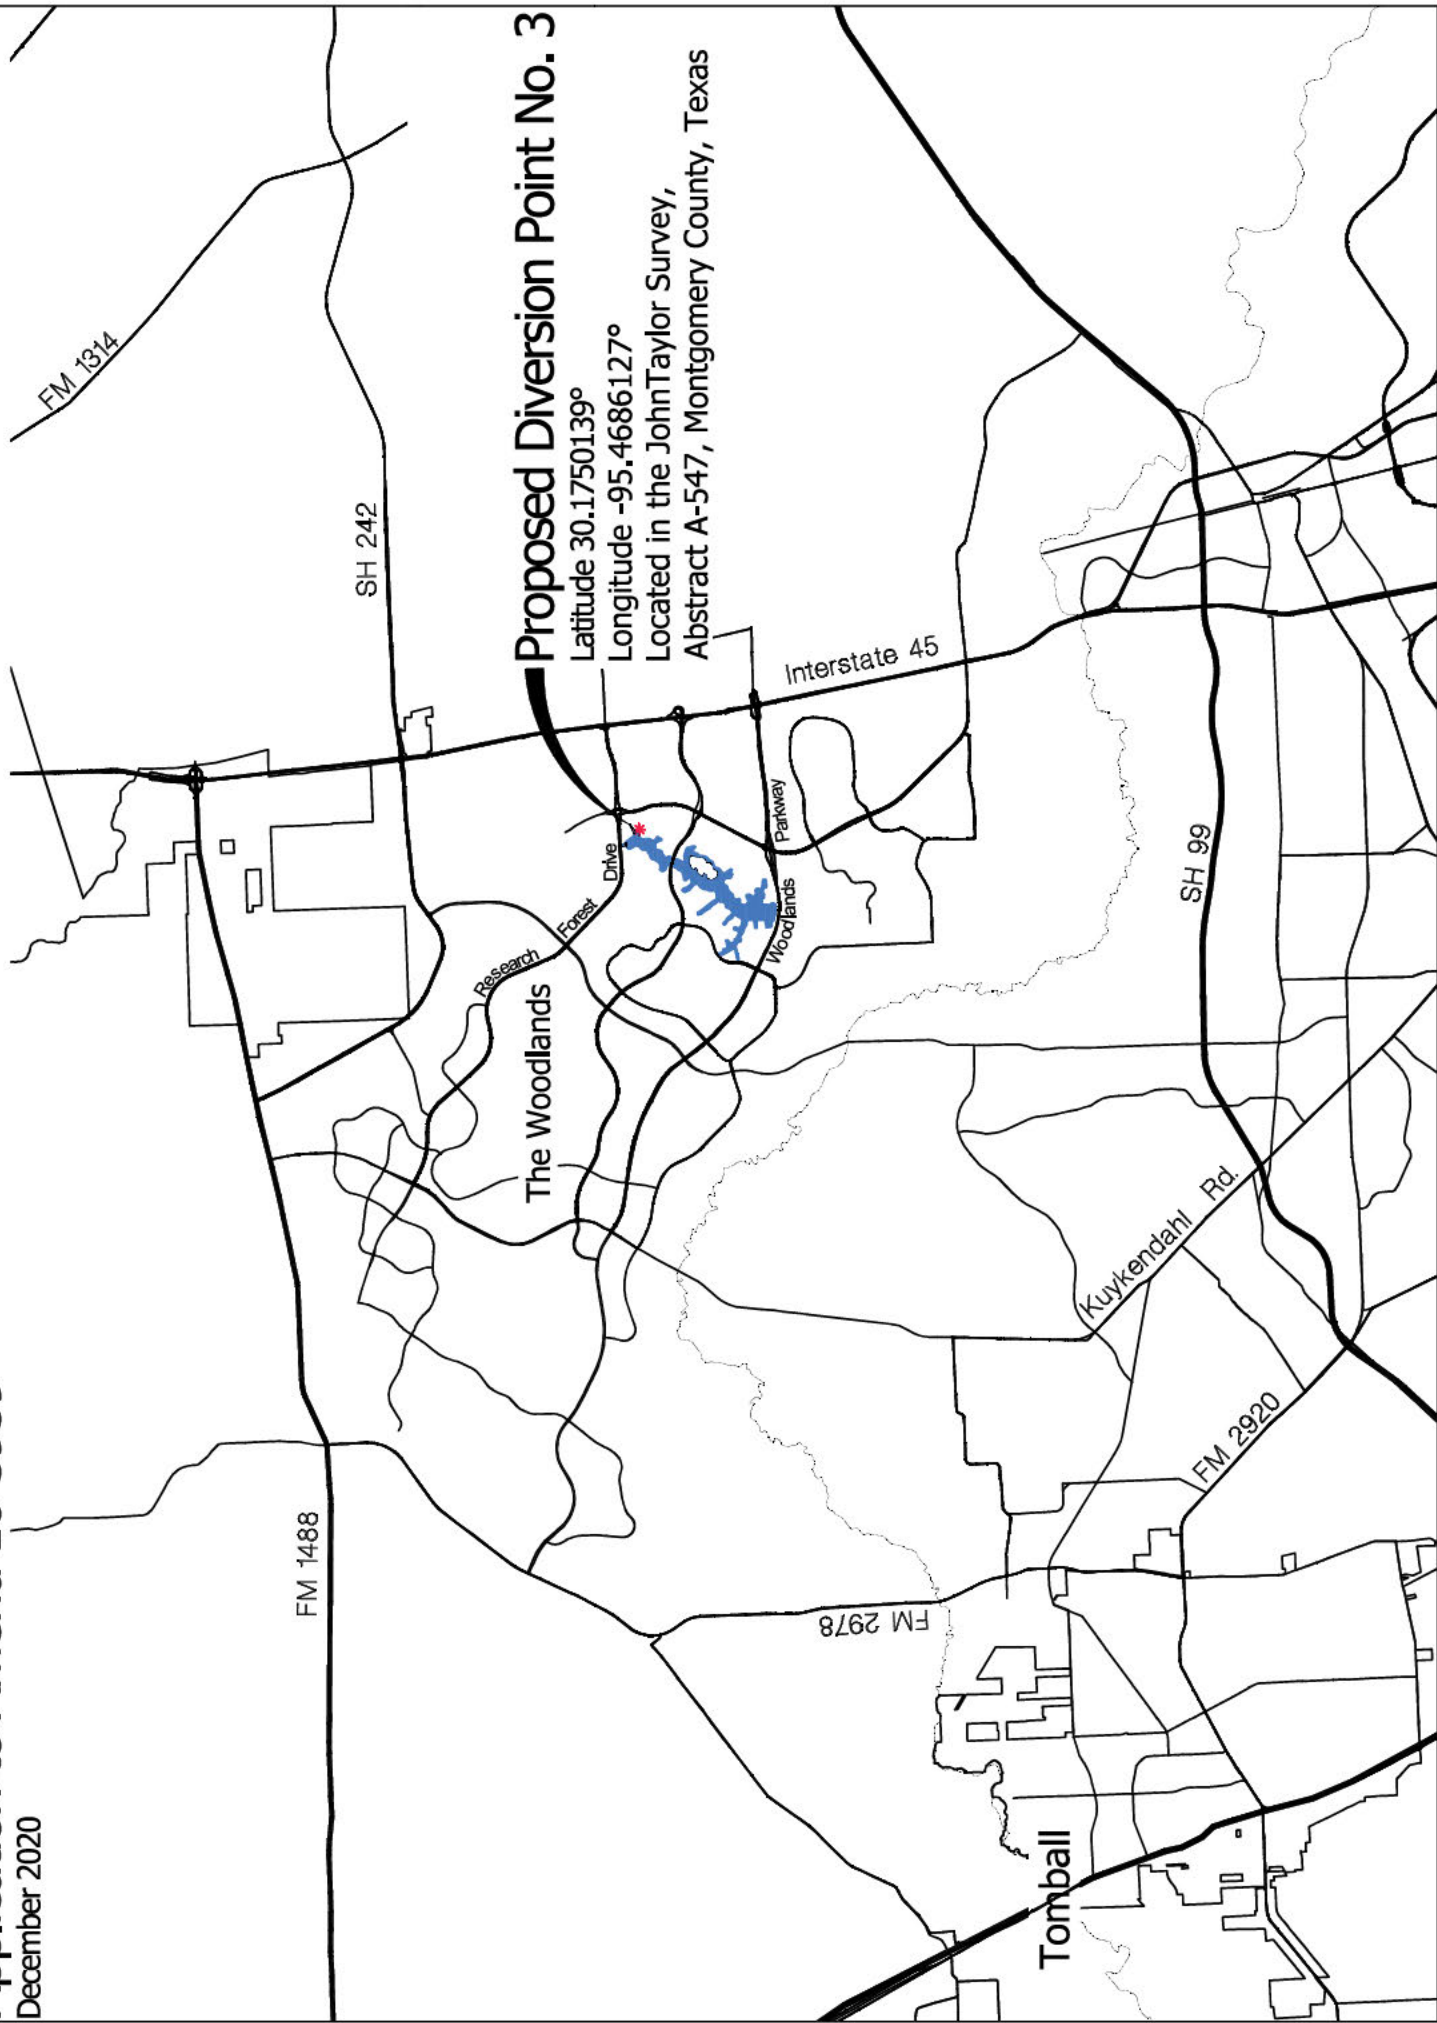 December 2020
FM 1314
SH 242
Proposed Diversion Point No. 3
Latitude 30.1750139°
Longitude -95.4686127°
Located in the JohnTaylor Survey,
Abstract A-547, Montgomery County, Texas
Interstate 45
Research
Forest
Drive
The Woodlands
Woodlands
Parkway
SH 99
FM 1488
FM 2978
Kuykendahl Rd.
FM 2920
Tomball